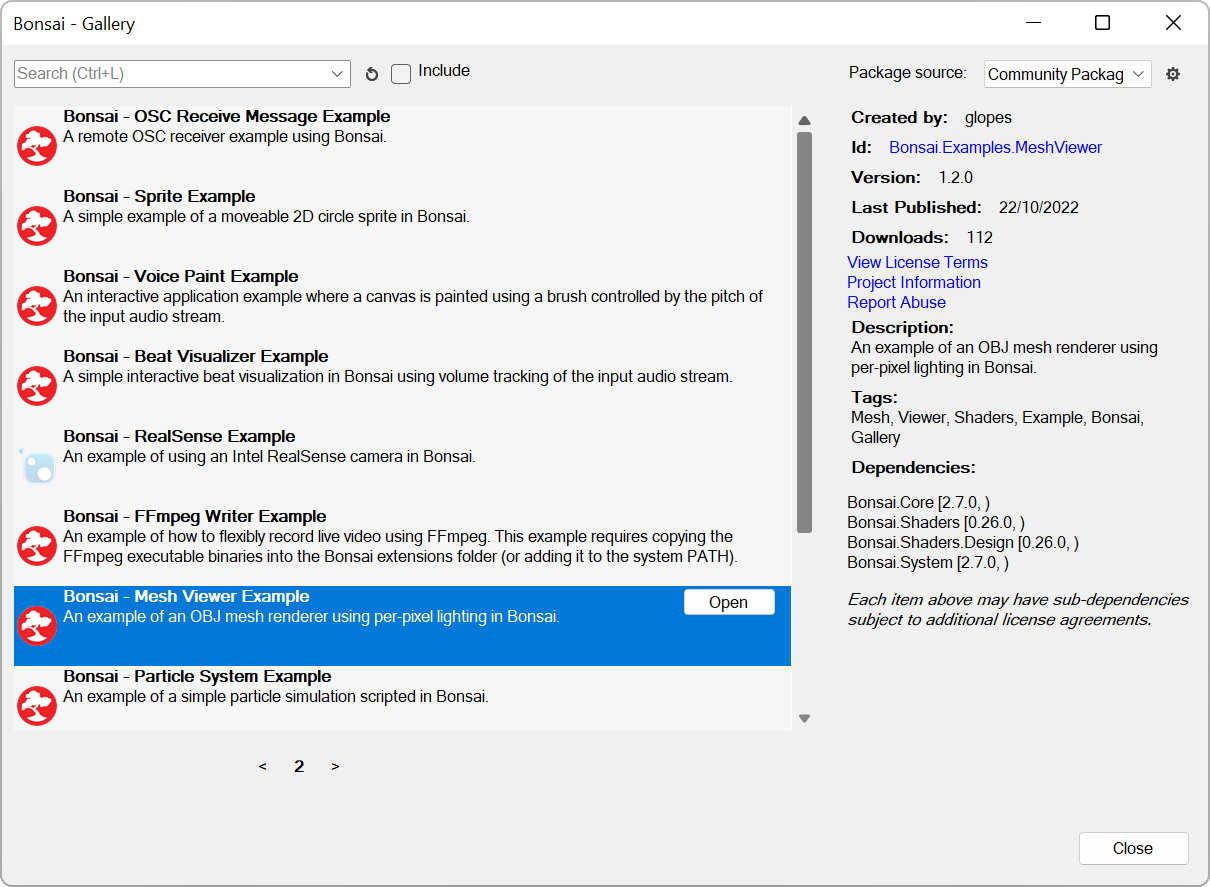 Bonsai - Gallery
Search (Ctrl+L)
Include
Package source:
Community Packag
Bonsai - OSC Receive Message Example
A remote OSC receiver example using Bonsai.
Bonsai - Sprite Example
A simple example of a moveable 2D circle sprite in Bonsai.
Bonsai - Voice Paint Example
An interactive application example where a canvas is painted using a brush controlled by the pitch of
the input audio stream.
Bonsai - Beat Visualizer Example
A simple interactive beat visualization in Bonsai using volume tracking of the input audio stream.
Bonsai - RealSense Example
An example of using an Intel RealSense camera in Bonsai.
Bonsai - FFmpeg Writer Example
An example of how to flexibly record live video using FFmpeg. This example requires copying the
FFmpeg executable binaries into the Bonsai extensions folder (or adding it to the system PATH).
Bonsai - Mesh Viewer Example
An example of an OBJ mesh renderer using per-pixel lighting in Bonsai.
Open
Bonsai - Particle System Example
An example of a simple particle simulation scripted in Bonsai.
< 2 >
Created by: glopes
Id: Bonsai.Examples.MeshViewer
Version: 1.2.0
Last Published: 22/10/2022
Downloads: 112
View License Terms
Project Information
Report Abuse
Description:
An example of an OBJ mesh renderer using
per-pixel lighting in Bonsai.
Tags:
Mesh, Viewer, Shaders, Example, Bonsai,
Gallery
Dependencies:
Bonsai.Core [2.7.0, )
Bonsai.Shaders [0.26.0, )
Bonsai.Shaders.Design [0.26.0, )
Bonsai.System [2.7.0, )
Each item above may have sub-dependencies
subject to additional license agreements.
Close